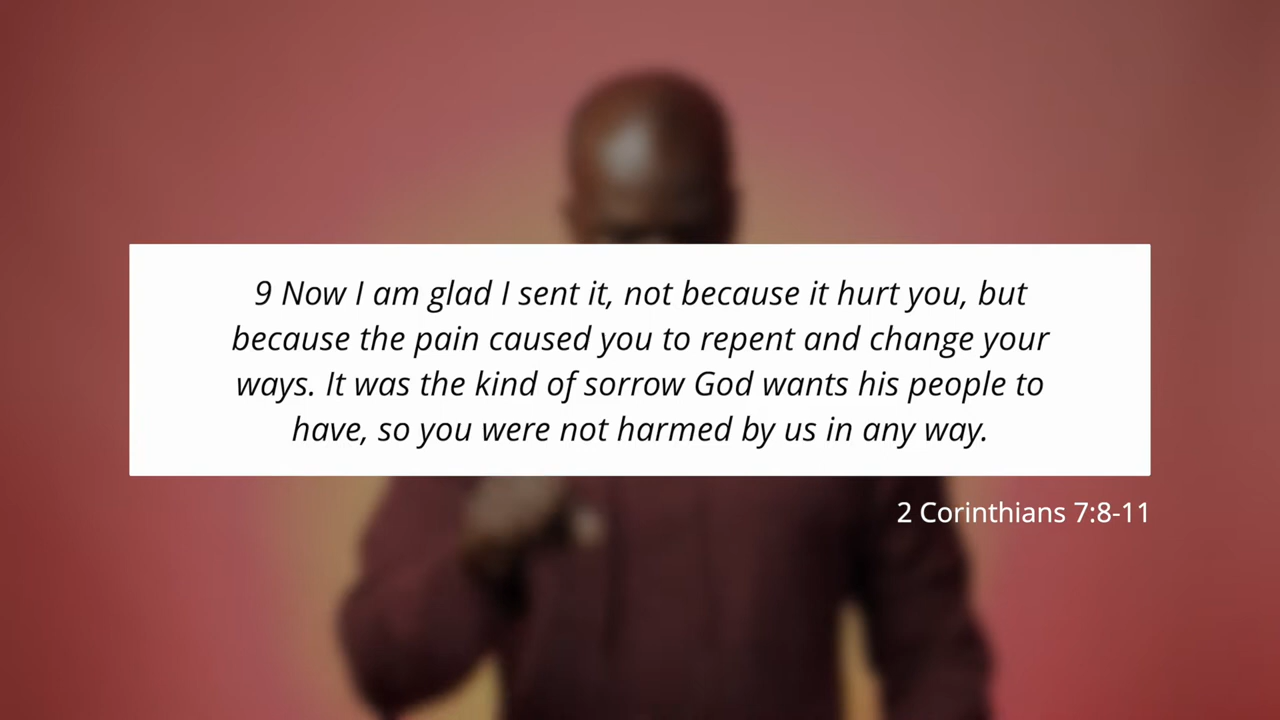 9 Now I am glad I sent it, not because it hurt you, but
because the pain caused you to repent and change your
ways. It was the kind of sorrow God wants his people to
have, so you were not harmed by us in any way.
2 Corinthians 7:8-11